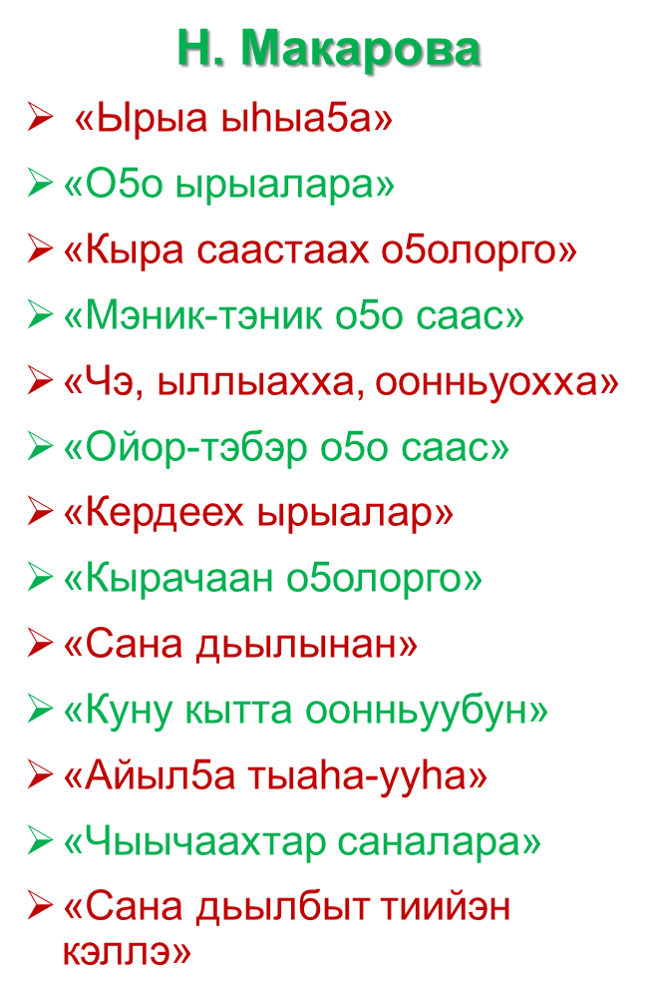 Н. Макарова
➢ «Ырыа ыһыа5а»
➢ «О5о ырыалара»
➢ «Кыра саастаах о5олорго»
➢ «Мэник-тэник о5о саас»
➢ «Чэ, ыллыахха, оонньуохха»
➢ «Ойор-тэбэр о5о саас»
➢ «Кердеех ырыалар»
➢ «Кырачаан о5олорго»
➢ «Сана дьылынан»
➢ «Куну кытта оонньуубун»
➢ «Айыл5а тыаһа-ууһа»
➢ «Чыычаахтар саналара»
➢ «Сана дьылбыт тиийэн
кэллэ»